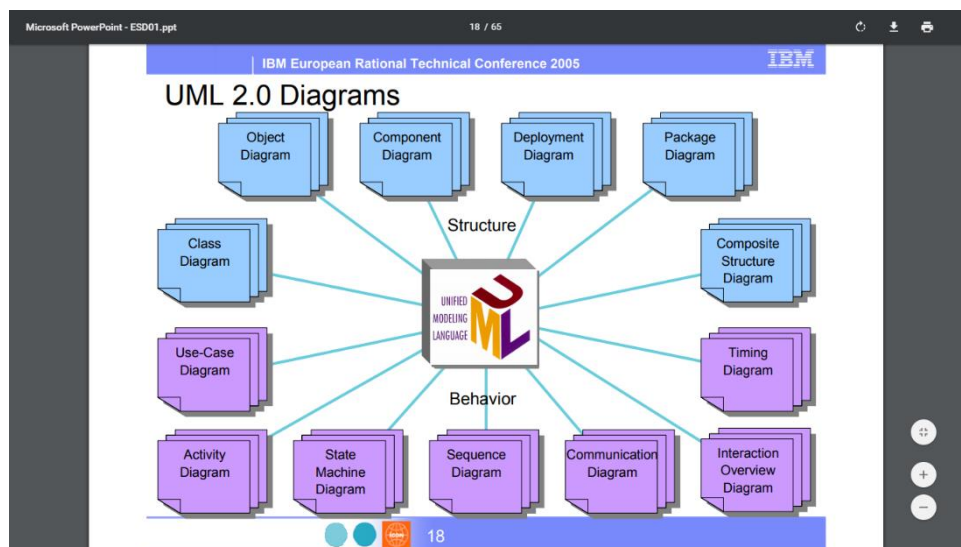 Microsoft PowerPoint - ESD01.ppt
18 / 65
IBM European Rational Technical Conference 2005
IBM
UML 2.0 Diagrams
Object
Diagram
Component
Diagram
Deployment
Diagram
Package
Diagram
Structure
Class
Diagram
Composite
Structure
Diagram
UNIFIED
MODELING
LANGUAGE
UML
Use-Case
Diagram
Timing
Diagram
Behavior
Activity
Diagram
State
Machine
Diagram
Sequence
Diagram
Communication
Diagram
Interaction
Overview
Diagram
18